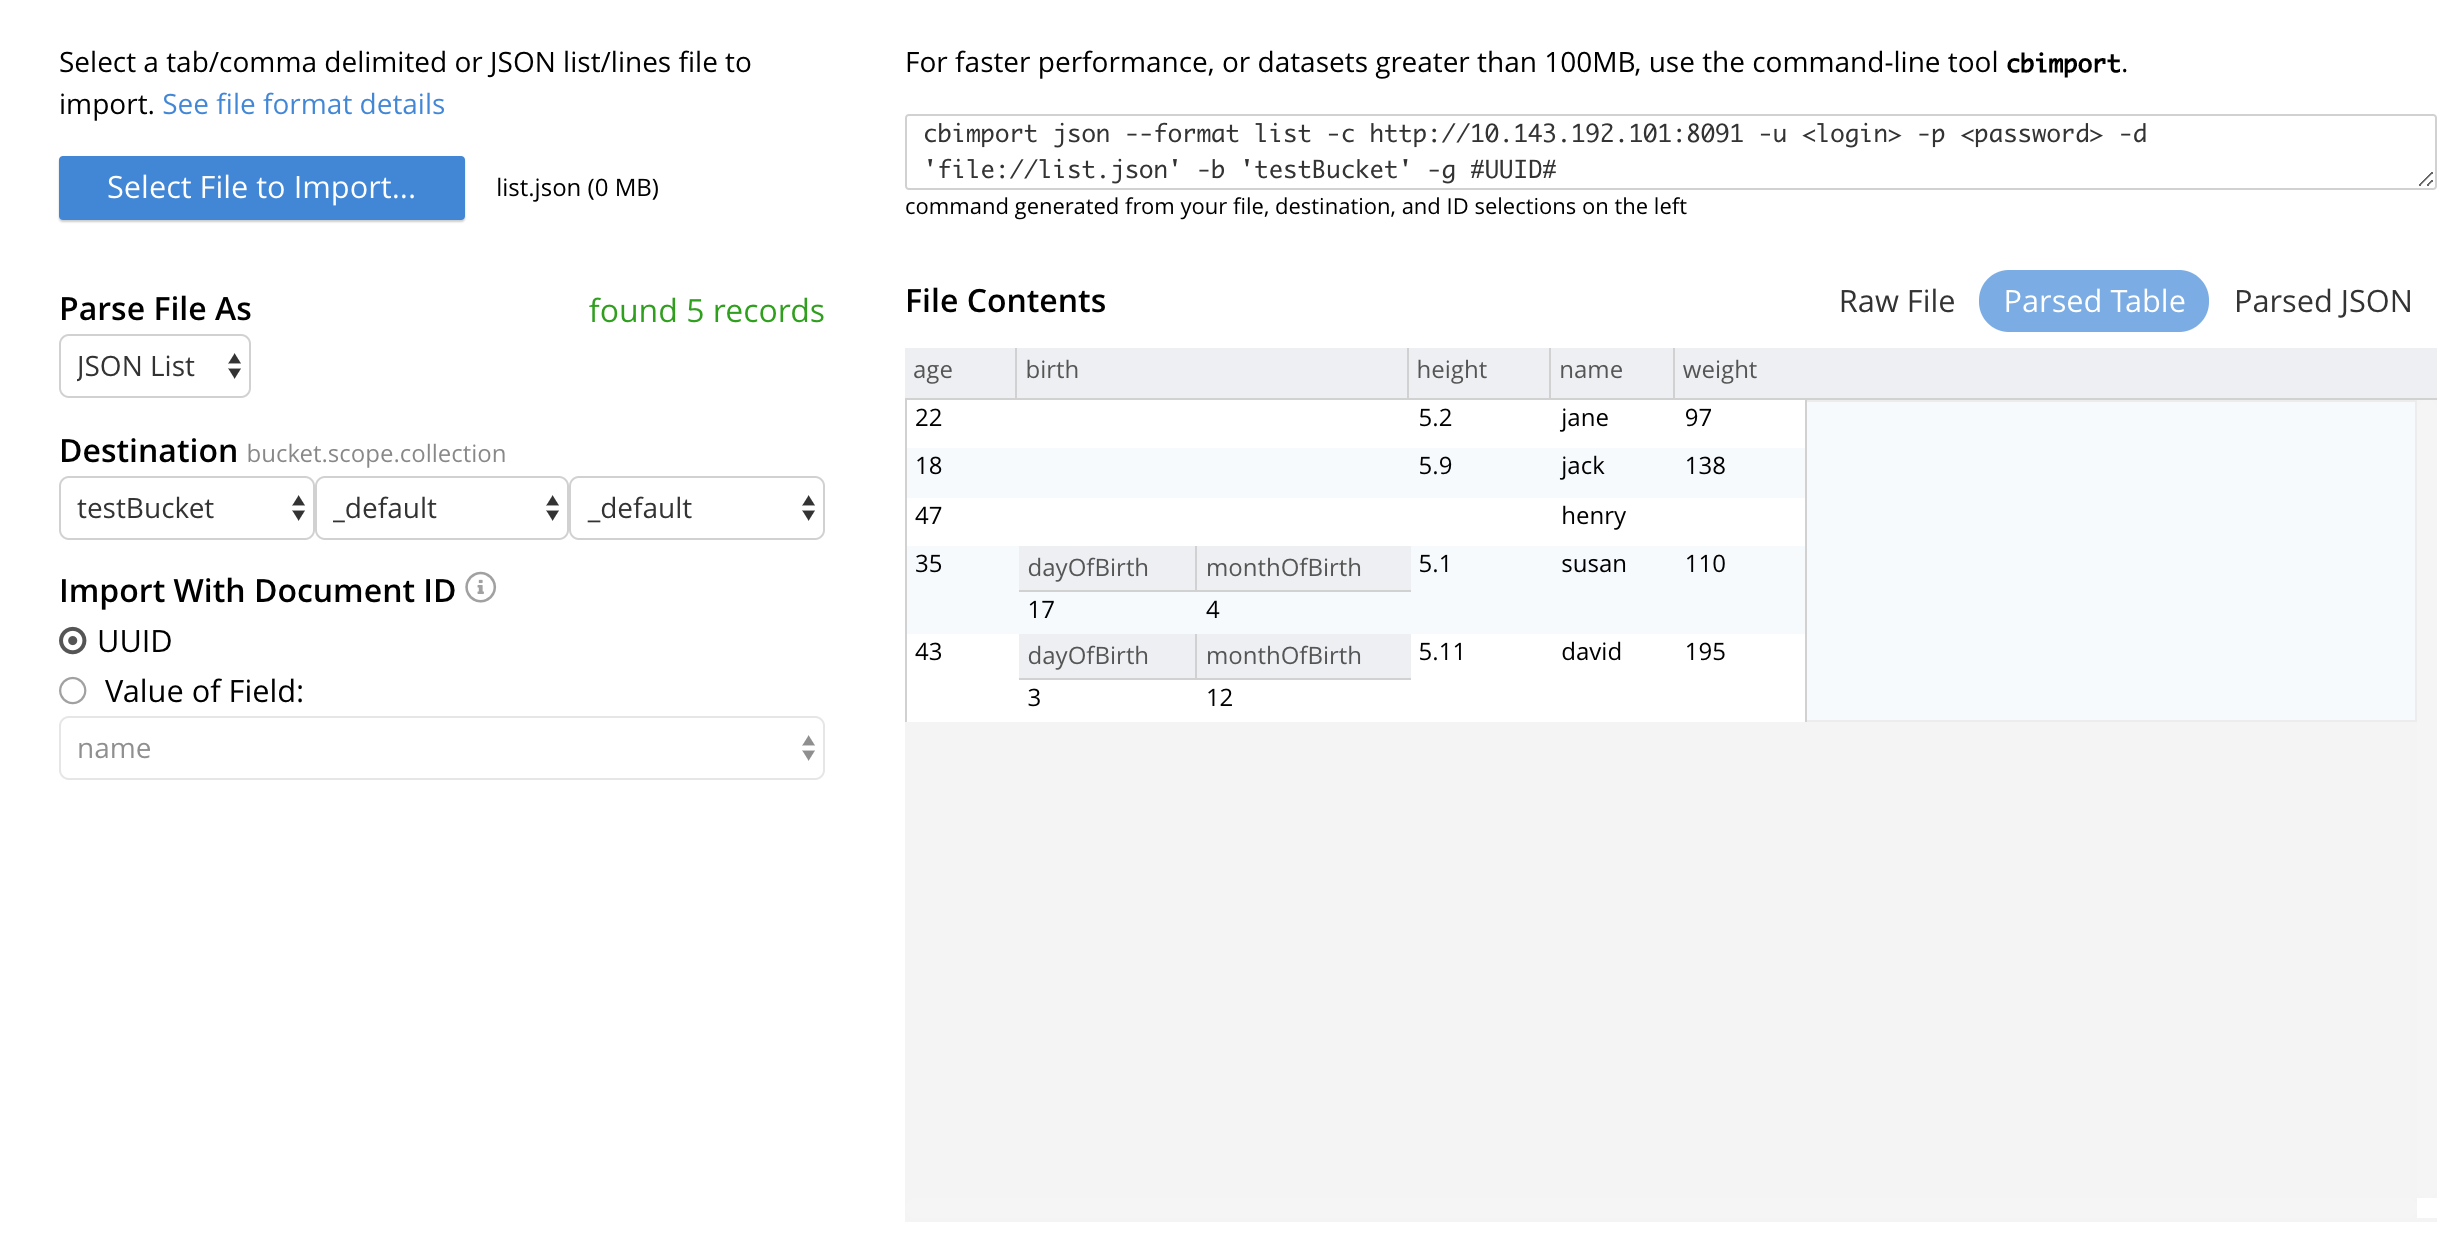 Select a tab/comma delimited or JSON list/lines file to
import. See file format details
Select File to Import...
list.json (0 MB)
Parse File As
found 5 records
JSON List
Destination bucket.scope.collection
testBucket
_default
_default
Import With Document ID
UUID
Value of Field:
name
For faster performance, or datasets greater than 100MB, use the command-line tool cbimport.
cbimport json --format list -c http://10.143.192.101:8091 -u <login> -p <password> -d
'file://list.json' -b 'testBucket' -g #UUID#
command generated from your file, destination, and ID selections on the left
File Contents
Raw File
Parsed Table
Parsed JSON
age birth height name weight
22 5.2 jane 97
18 5.9 jack 138
47 henry
35 dayOfBirth monthOfBirth 5.1 susan 110
17 4
43 dayOfBirth monthOfBirth 5.11 david 195
3 12